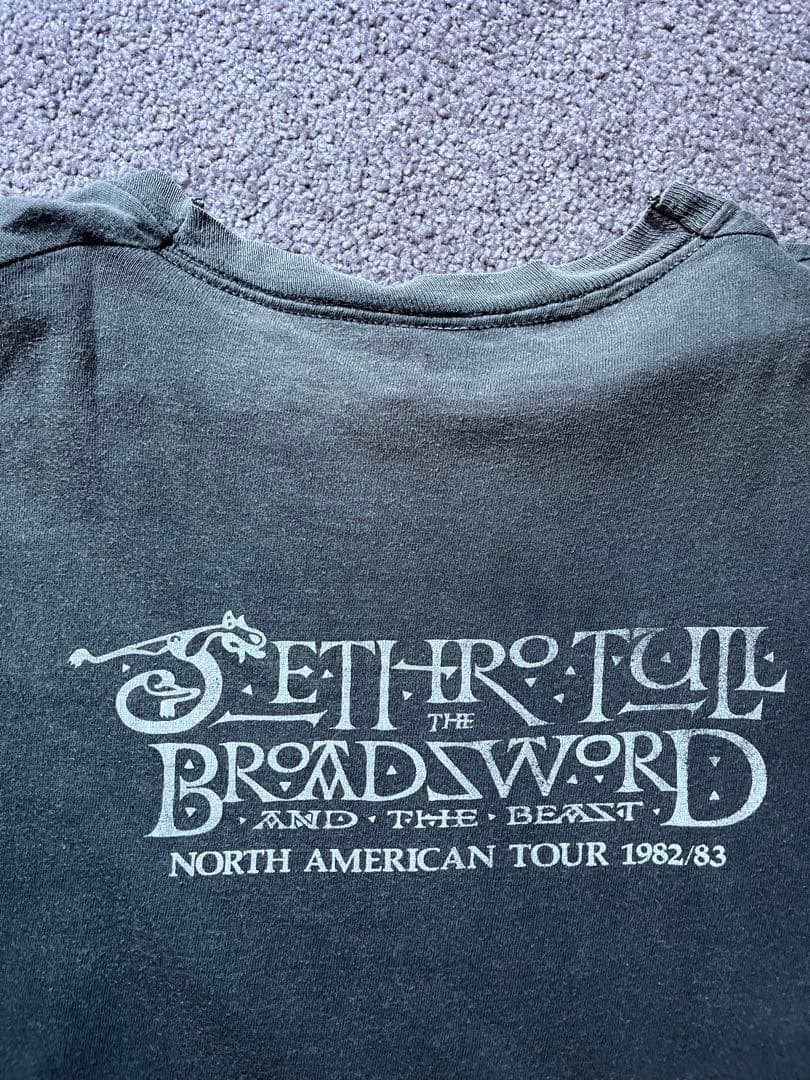 JETHRO TULL
THE
BROADSWORD
· AND · THE · BEAST ·
NORTH AMERICAN TOUR 1982/83